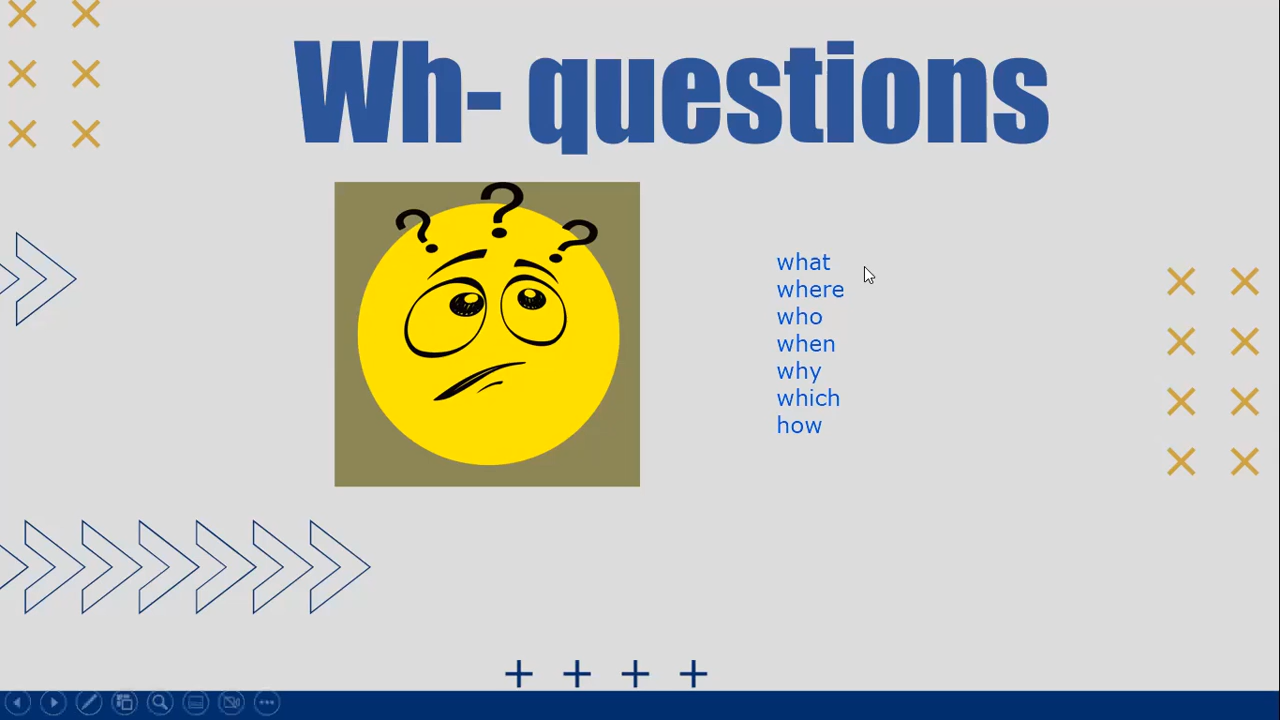 Wh- questions
? ? ?
what
where
who
when
why
which
how